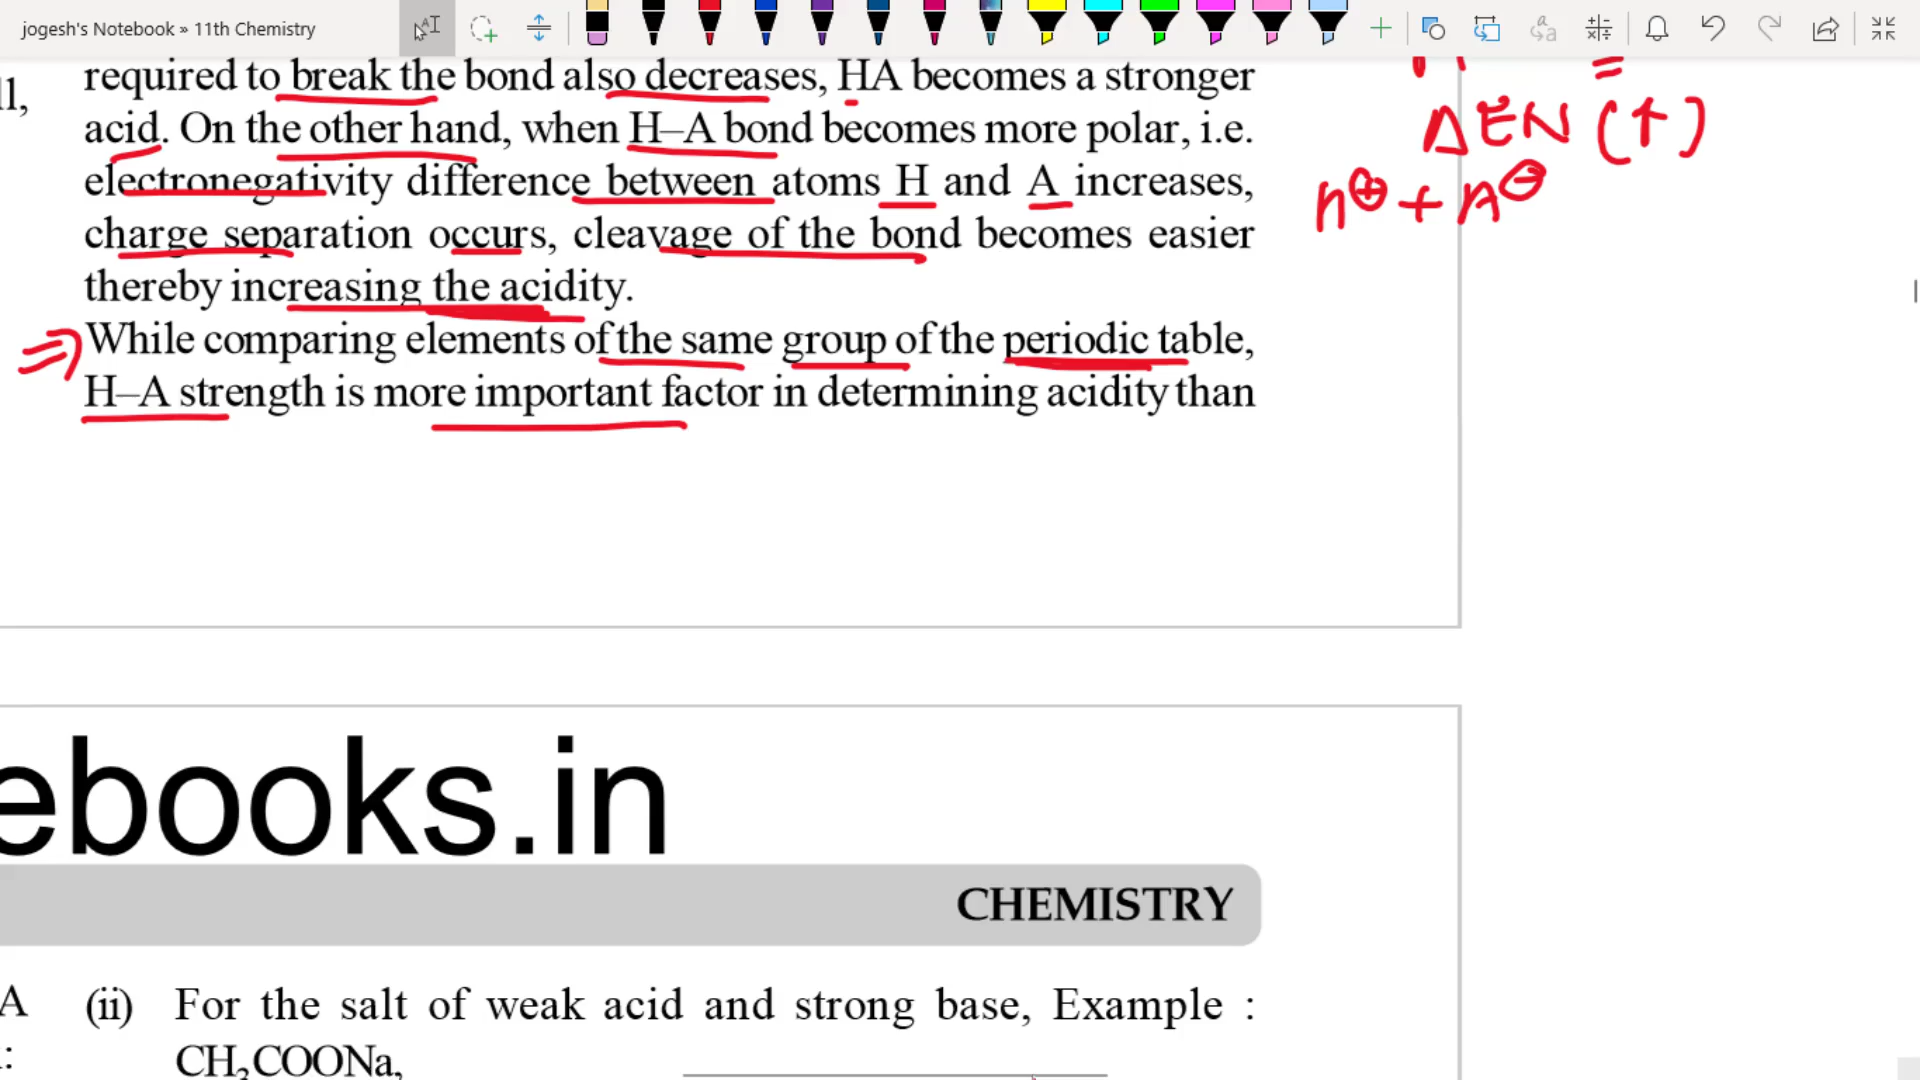 jogesh's Notebook » 11th Chemistry
ll,
required to break the bond also decreases, HA becomes a stronger
acid. On the other hand, when H–A bond becomes more polar, i.e.
electronegativity difference between atoms H and A increases,
charge separation occurs, cleavage of the bond becomes easier
thereby increasing the acidity.
While comparing elements of the same group of the periodic table,
H–A strength is more important factor in determining acidity than
ΔEN (↑)
H⊕ + A⊖
ebooks.in
CHEMISTRY
A
(ii) For the salt of weak acid and strong base, Example :
:
CH₃COONa,